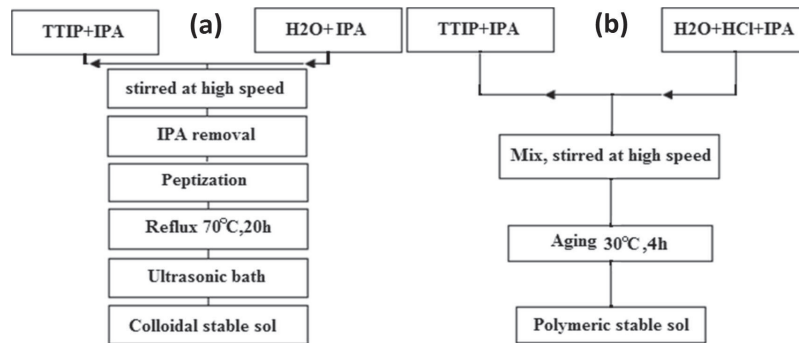 (a)
TTIP+IPA
H2O+IPA
stirred at high speed
IPA removal
Peptization
Reflux 70℃,20h
Ultrasonic bath
Colloidal stable sol
(b)
TTIP+IPA
H2O+HCl+IPA
Mix, stirred at high speed
Aging 30℃,4h
Polymeric stable sol